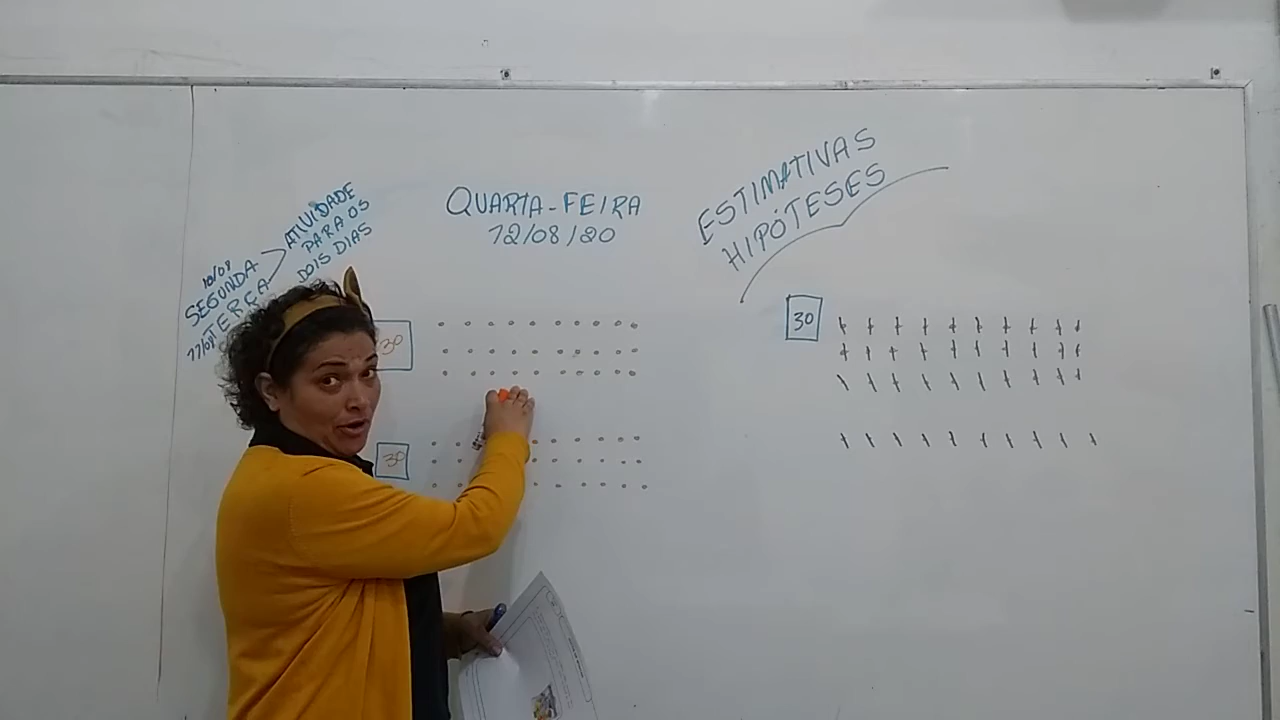 10/08
SEGUNDA
11/08 TERÇA
ATIVIDADE
PARA OS
DOIS DIAS
QUARTA-FEIRA
12/08/20
ESTIMATIVAS
HIPÓTESES
30
30
30